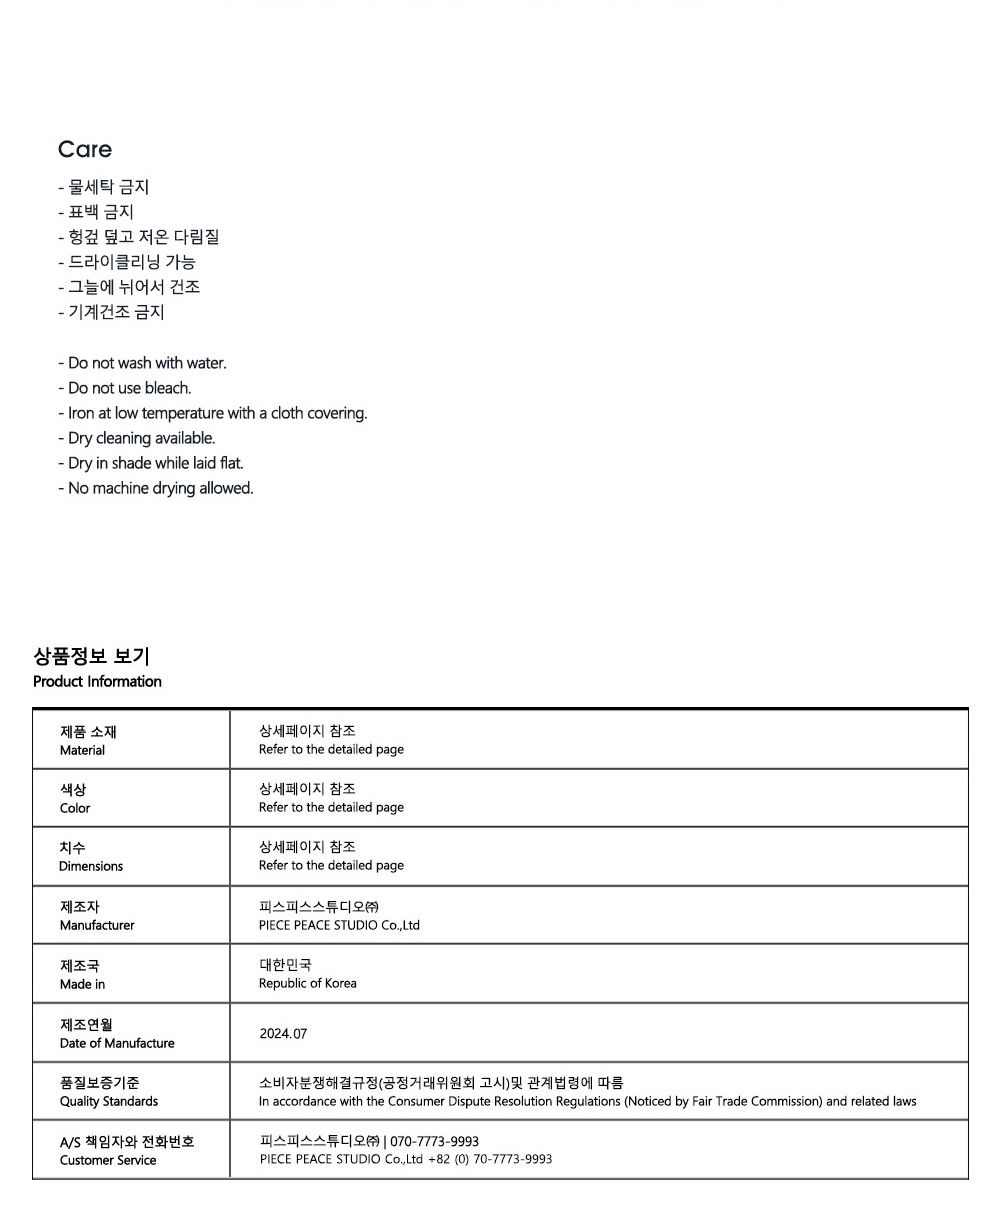 Care
- 물세탁 금지
- 표백 금지
- 헝겊 덮고 저온 다림질
- 드라이클리닝 가능
- 그늘에 뉘어서 건조
- 기계건조 금지
- Do not wash with water.
- Do not use bleach.
- Iron at low temperature with a cloth covering.
- Dry cleaning available.
- Dry in shade while laid flat.
- No machine drying allowed.
상품정보 보기
Product Information
제품 소재
Material
상세페이지 참조
Refer to the detailed page
색상
Color
상세페이지 참조
Refer to the detailed page
치수
Dimensions
상세페이지 참조
Refer to the detailed page
제조자
Manufacturer
피스피스스튜디오㈜
PIECE PEACE STUDIO Co.,Ltd
제조국
Made in
대한민국
Republic of Korea
제조연월
Date of Manufacture
2024.07
품질보증기준
Quality Standards
소비자분쟁해결규정(공정거래위원회 고시)및 관계법령에 따름
In accordance with the Consumer Dispute Resolution Regulations (Noticed by Fair Trade Commission) and related laws
A/S 책임자와 전화번호
Customer Service
피스피스스튜디오㈜ | 070-7773-9993
PIECE PEACE STUDIO Co.,Ltd +82 (0) 70-7773-9993